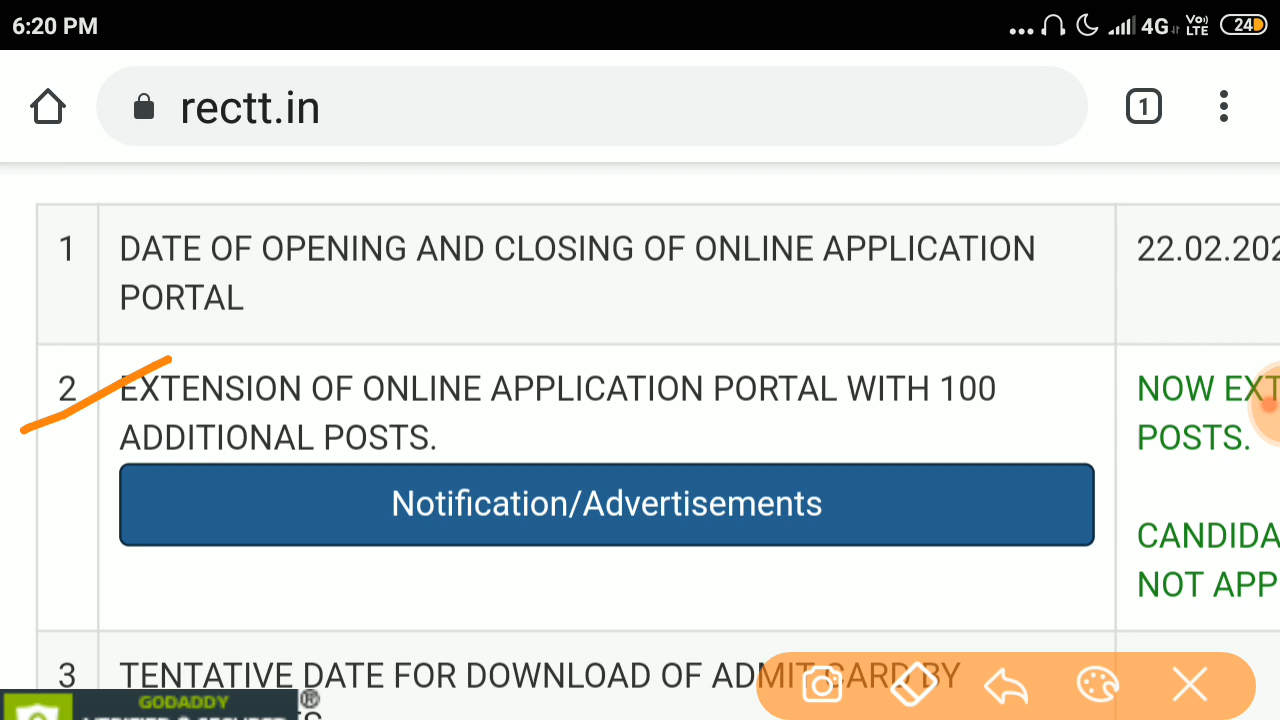 6:20 PM
4G
Vo) LTE
24
rectt.in
1
1
DATE OF OPENING AND CLOSING OF ONLINE APPLICATION
PORTAL
22.02.202
2
EXTENSION OF ONLINE APPLICATION PORTAL WITH 100
ADDITIONAL POSTS.
Notification/Advertisements
NOW EXT
POSTS.
CANDIDA
NOT APP
3
TENTATIVE DATE FOR DOWNLOAD OF ADMIT CARD BY
GODADDY
®